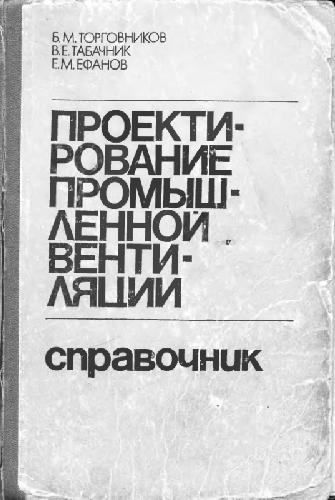 Б.М.ТОРГОВНИКОВ
В.Е.ТАБАЧНИК
Е.М.ЕФАНОВ
ПРОЕКТИ-
РОВАНИЕ
ПРОМЫШ-
ЛЕННОЙ
ВЕНТИ-
ЛЯЦИИ
справочник